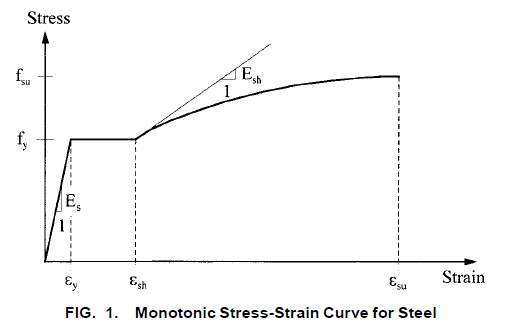 Stress
f_su
E_sh
1
f_y
E_s
1
ε_y ε_sh ε_su Strain
FIG. 1. Monotonic Stress-Strain Curve for Steel